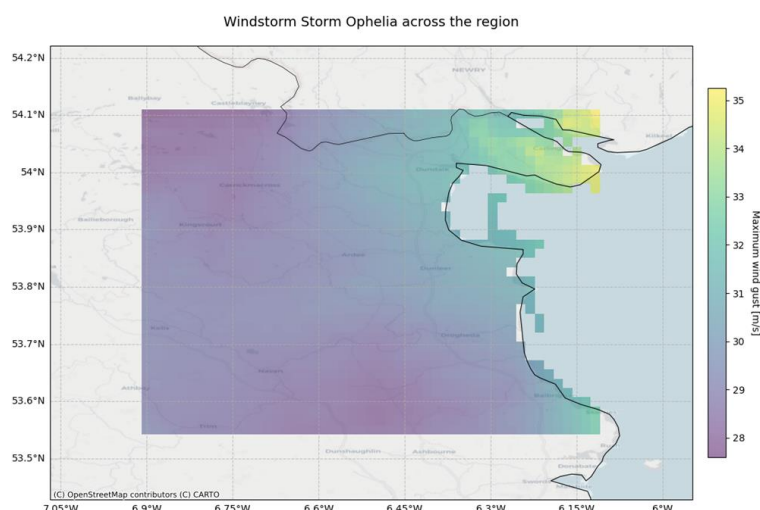 Windstorm Storm Ophelia across the region
54.2°N
NEWRY
Castleblayney
54.1°N
35
Kilkeel
34
54°N
Dundalk
Carrickmacross
33
Bailieborough
53.9°N
Kingscourt
32
Ardee
Dunleer
53.8°N
31
Maximum wind gust [m/s]
Drogheda
53.7°N
Kells
30
Navan
29
53.6°N
Athboy
Trim
28
53.5°N
Dunshaughlin
Ashbourne
Donabate
Swords
(C) OpenStreetMap contributors (C) CARTO
7.05°W
6.9°W
6.75°W
6.6°W
6.45°W
6.3°W
6.15°W
6°W